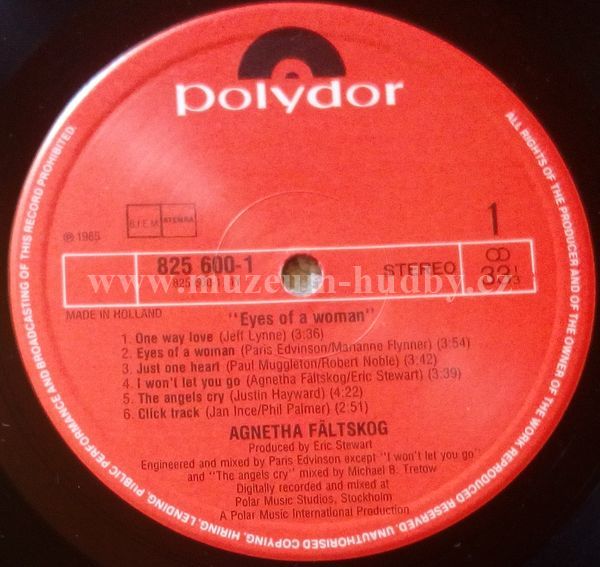 polydor
ALL RIGHTS OF THE PRODUCER AND OF THE OWNER OF THE WORK REPRODUCED RESERVED. UNAUTHORISED COPYING, HIRING, LENDING, PUBLIC PERFORMANCE AND BROADCASTING OF THIS RECORD PROHIBITED.
℗ 1985
B.I.E.M. STEMRA
1
825 600-1
STEREO
33 1/3
www.muzeum-hudby.cz
MADE IN HOLLAND
"Eyes of a woman"
1. One way love (Jeff Lynne) (3:36)
2. Eyes of a woman (Paris Edvinson/Marianne Flynner) (3:54)
3. Just one heart (Paul Muggleton/Robert Noble) (3:42)
4. I won't let you go (Agnetha Fältskog/Eric Stewart) (3:39)
5. The angels cry (Justin Hayward) (4:22)
6. Click track (Jan Ince/Phil Palmer) (2:51)
AGNETHA FÄLTSKOG
Produced by Eric Stewart
Engineered and mixed by Paris Edvinson except "I won't let you go"
and "The angels cry" mixed by Michael B. Tretow
Digitally recorded and mixed at
Polar Music Studios, Stockholm
A Polar Music International Production